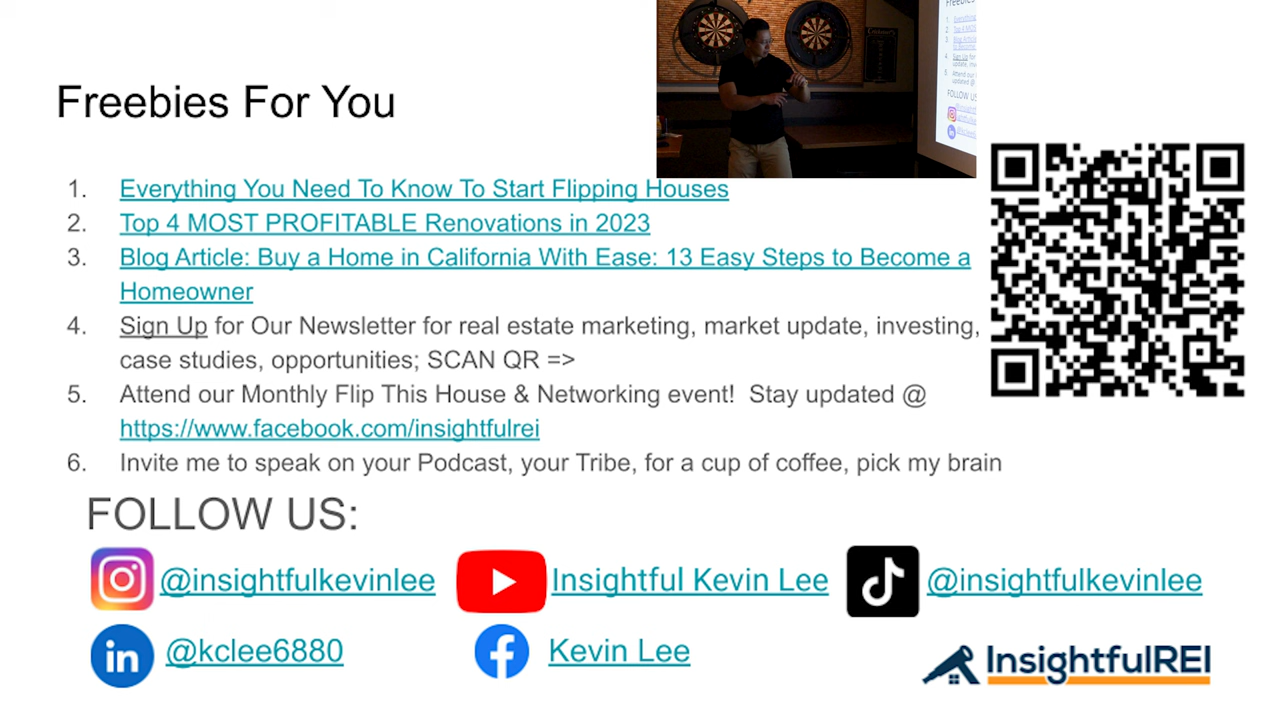 Freebies For You
1. Everything You Need To Know To Start Flipping Houses
2. Top 4 MOST PROFITABLE Renovations in 2023
3. Blog Article: Buy a Home in California With Ease: 13 Easy Steps to Become a
Homeowner
4. Sign Up for Our Newsletter for real estate marketing, market update, investing,
case studies, opportunities; SCAN QR =>
5. Attend our Monthly Flip This House & Networking event!  Stay updated @
https://www.facebook.com/insightfulrei
6. Invite me to speak on your Podcast, your Tribe, for a cup of coffee, pick my brain
FOLLOW US:
@insightfulkevinlee Insightful Kevin Lee @insightfulkevinlee
in @kclee6880 Kevin Lee
InsightfulREI